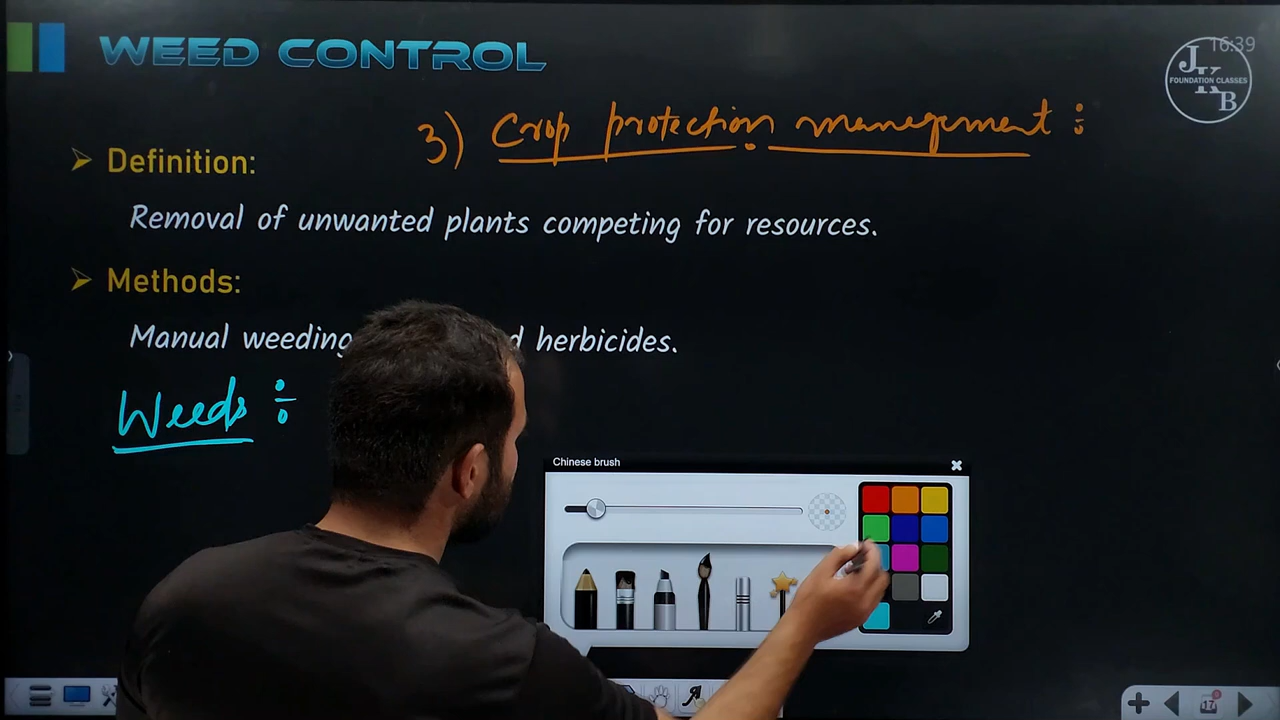 WEED CONTROL
16:39
J
FOUNDATION CLASSES
K
B
3) Crop protection management :
Definition:
Removal of unwanted plants competing for resources.
Methods:
Manual weeding herbicides.
Weeds :
Chinese brush
17